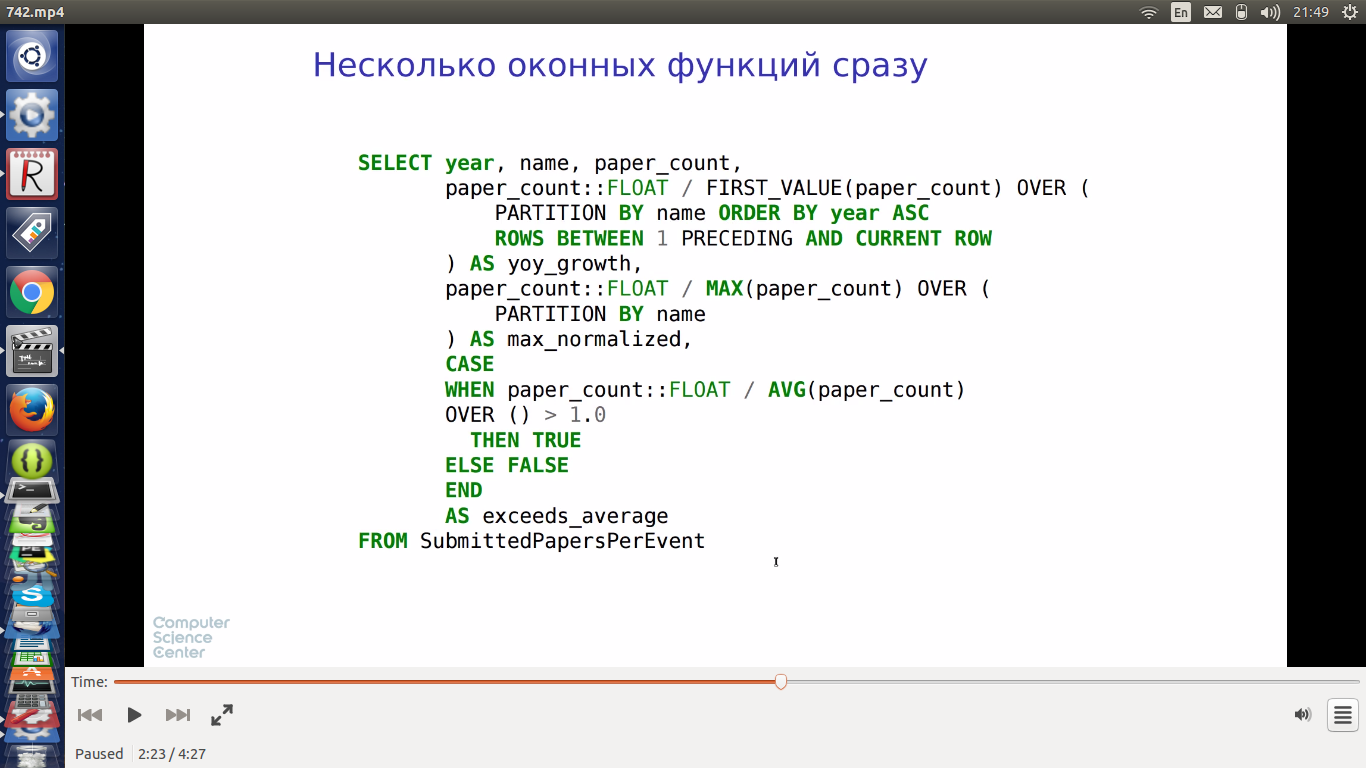 742.mp4
En
21:49
Несколько оконных функций сразу
SELECT year, name, paper_count,
paper_count::FLOAT / FIRST_VALUE(paper_count) OVER (
PARTITION BY name ORDER BY year ASC
ROWS BETWEEN 1 PRECEDING AND CURRENT ROW
) AS yoy_growth,
paper_count::FLOAT / MAX(paper_count) OVER (
PARTITION BY name
) AS max_normalized,
CASE
WHEN paper_count::FLOAT / AVG(paper_count)
OVER () > 1.0
THEN TRUE
ELSE FALSE
END
AS exceeds_average
FROM SubmittedPapersPerEvent
Computer
Science
Center
Time:
Paused
2:23 / 4:27